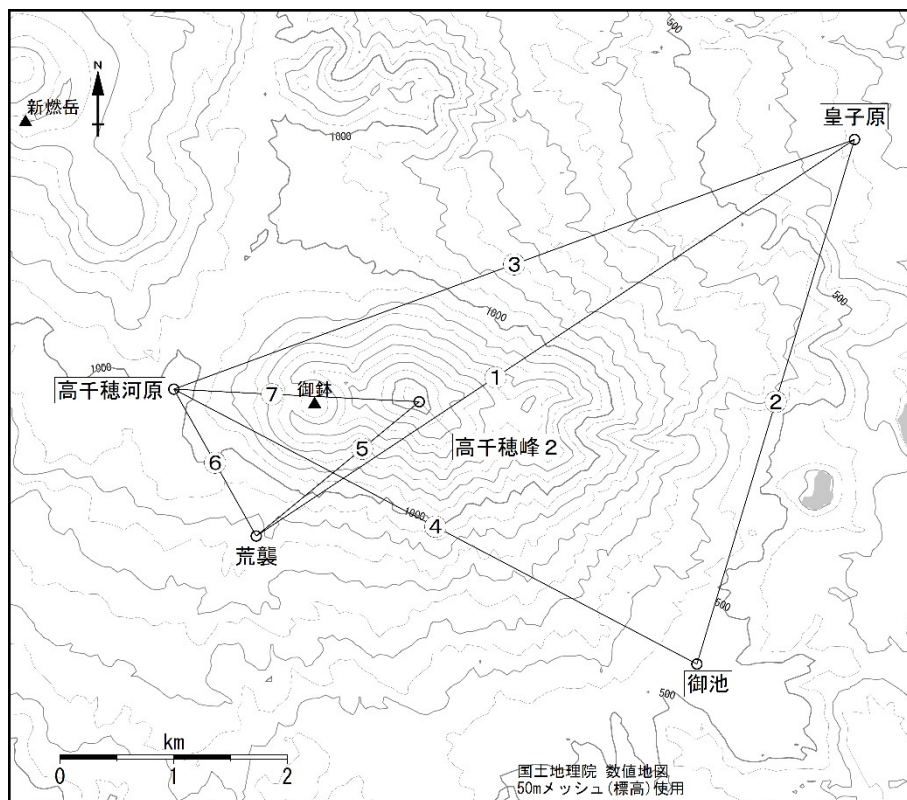 500
N
新燃岳
1000
皇子原
3
500
1000
1000
高千穂河原
7
御鉢
1
2
5
高千穂峰2
6
1000
4
荒襲
500
御池
500
km
0
1
2
国土地理院 数値地図
50mメッシュ(標高)使用